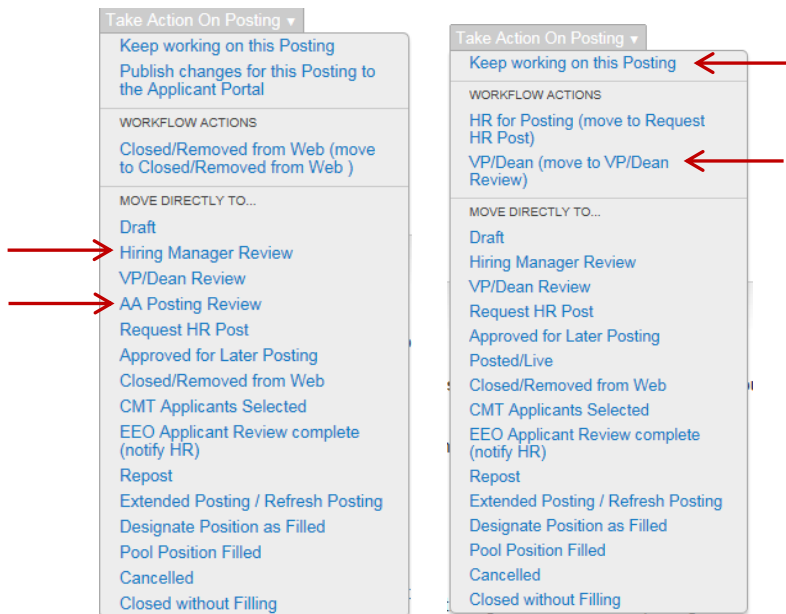 Take Action On Posting ▾
Keep working on this Posting
Publish changes for this Posting to
the Applicant Portal
WORKFLOW ACTIONS
Closed/Removed from Web (move
to Closed/Removed from Web )
MOVE DIRECTLY TO...
Draft
Hiring Manager Review
VP/Dean Review
AA Posting Review
Request HR Post
Approved for Later Posting
Closed/Removed from Web
CMT Applicants Selected
EEO Applicant Review complete
(notify HR)
Repost
Extended Posting / Refresh Posting
Designate Position as Filled
Pool Position Filled
Cancelled
Closed without Filling
Take Action On Posting ▾
Keep working on this Posting
WORKFLOW ACTIONS
HR for Posting (move to Request
HR Post)
VP/Dean (move to VP/Dean
Review)
MOVE DIRECTLY TO...
Draft
Hiring Manager Review
VP/Dean Review
Request HR Post
Approved for Later Posting
Posted/Live
Closed/Removed from Web
CMT Applicants Selected
EEO Applicant Review complete
(notify HR)
Repost
Extended Posting / Refresh Posting
Designate Position as Filled
Pool Position Filled
Cancelled
Closed without Filling